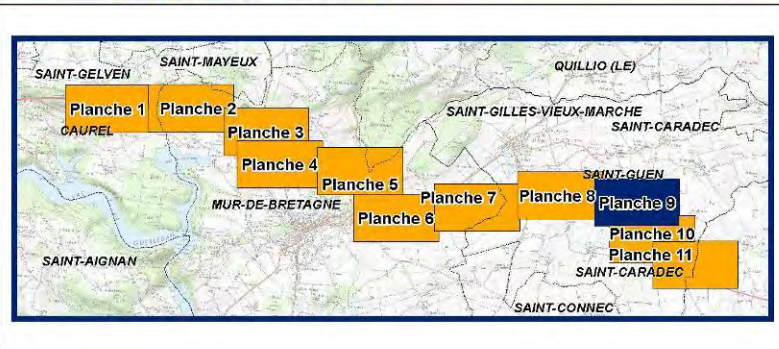 SAINT-MAYEUX
QUILLIO (LE)
SAINT-GELVEN
Planche 1
Planche 2
SAINT-GILLES-VIEUX-MARCHE
SAINT-CARADEC
CAUREL
Planche 3
Planche 4
SAINT-GUEN
Planche 5
Planche 7
Planche 8
Planche 9
MUR-DE-BRETAGNE
Planche 6
Planche 10
Planche 11
SAINT-AIGNAN
SAINT-CARADEC
SAINT-CONNEC